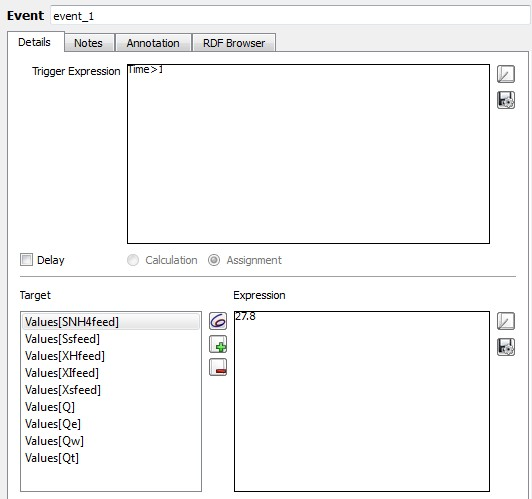 Event event_1
Details Notes Annotation RDF Browser
Trigger Expression Time>1
Delay Calculation Assignment
Target Expression
Values[SNH4feed] 27.8
Values[Ssfeed]
Values[XHfeed]
Values[XIfeed]
Values[Xsfeed]
Values[Q]
Values[Qe]
Values[Qw]
Values[Qt]